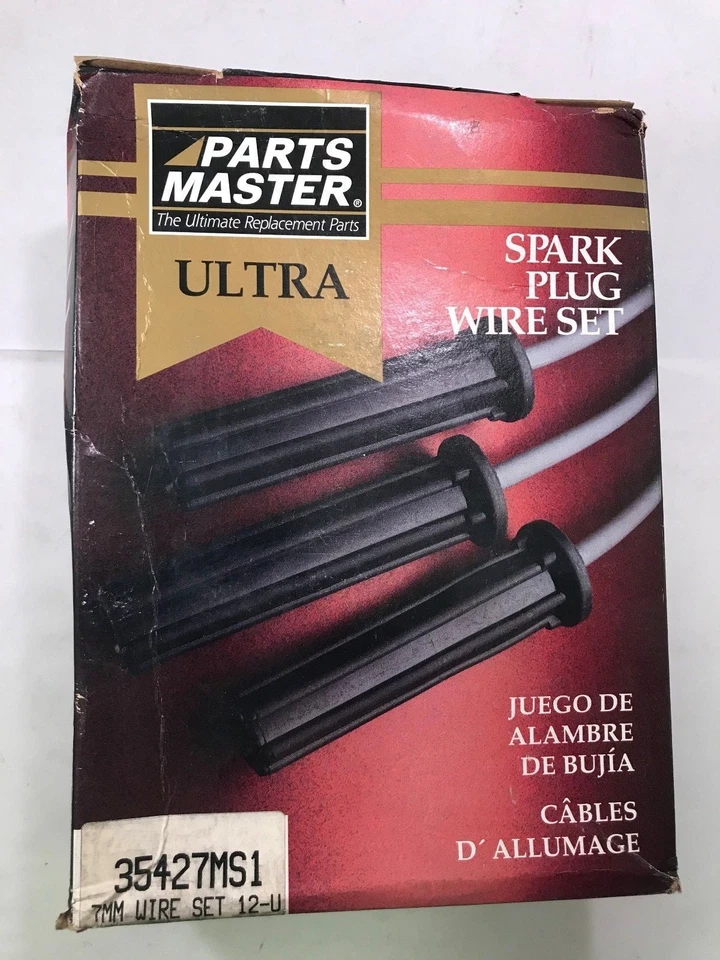 PARTS
MASTER®
The Ultimate Replacement Parts
ULTRA
SPARK
PLUG
WIRE SET
JUEGO DE
ALAMBRE
DE BUJÍA
CÂBLES
D´ ALLUMAGE
35427MS1
7MM WIRE SET 12-U